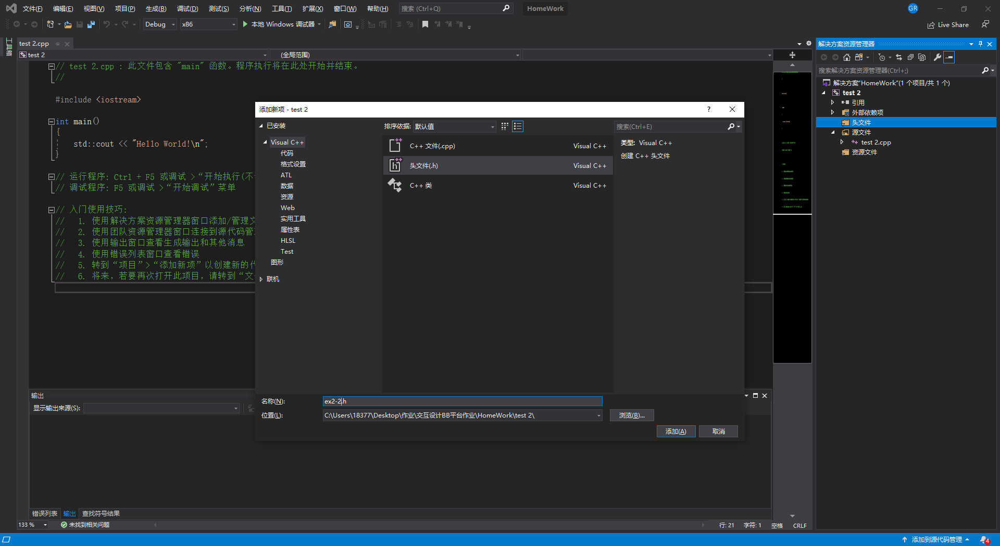 文件(F) 编辑(E) 视图(V) 项目(P) 生成(B) 调试(D) 测试(S) 分析(N) 工具(T) 扩展(X) 窗口(W) 帮助(H) 搜索 (Ctrl+Q) HomeWork GR
Debug x86 本地 Windows 调试器 Live Share
工具箱
test 2.cpp
test 2 (全局范围)
// test 2.cpp : 此文件包含 "main" 函数。程序执行将在此处开始并结束。
//
#include <iostream>
int main()
{
std::cout << "Hello World!\n";
}
// 运行程序: Ctrl + F5 或调试 >“开始执行(不
// 调试程序: F5 或调试 >“开始调试”菜单
// 入门使用技巧:
// 1. 使用解决方案资源管理器窗口添加/管理文
// 2. 使用团队资源管理器窗口连接到源代码管
// 3. 使用输出窗口查看生成输出和其他消息
// 4. 使用错误列表窗口查看错误
// 5. 转到“项目”>“添加新项”以创建新的代
// 6. 将来，若要再次打开此项目，请转到“文
添加新项 - test 2 ?
已安装
排序依据: 默认值
搜索(Ctrl+E)
Visual C++
代码
格式设置
ATL
数据
资源
Web
实用工具
属性表
HLSL
Test
图形
联机
C++ 文件(.cpp) Visual C++
头文件(.h) Visual C++
C++ 类 Visual C++
类型: Visual C++
创建 C++ 头文件
名称(N): ex2-2.h
位置(L): C:\Users\18377\Desktop\作业\交互设计BB平台作业\HomeWork\test 2\ 浏览(B)...
添加(A) 取消
输出
显示输出来源(S):
错误列表 输出 查找符号结果
133 % 未找到相关问题 行: 21 字符: 1 空格 CRLF
解决方案资源管理器
搜索解决方案资源管理器(Ctrl+;)
解决方案"HomeWork"(1 个项目/共 1 个)
test 2
引用
外部依赖项
头文件
源文件
test 2.cpp
资源文件
添加到源代码管理 4